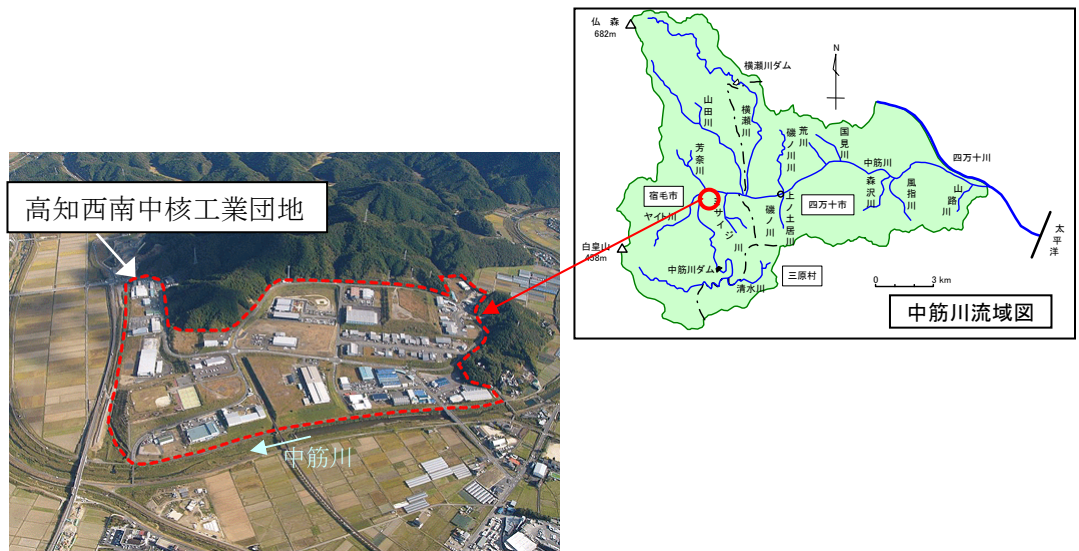 高知西南中核工業団地
中筋川
仏 森
682m
横瀬川ダム
N
山田川
横瀬川
磯ノ川川
荒川
国見川
四万十川
中筋川
芳奈川
宿毛市
ヤイト川
サイジ川
磯ノ川
上ノ土居川
四万十市
森沢川
風指川
山路川
太平洋
白皇山
458m
中筋川ダム
清水川
三原村
0 3 km
中筋川流域図